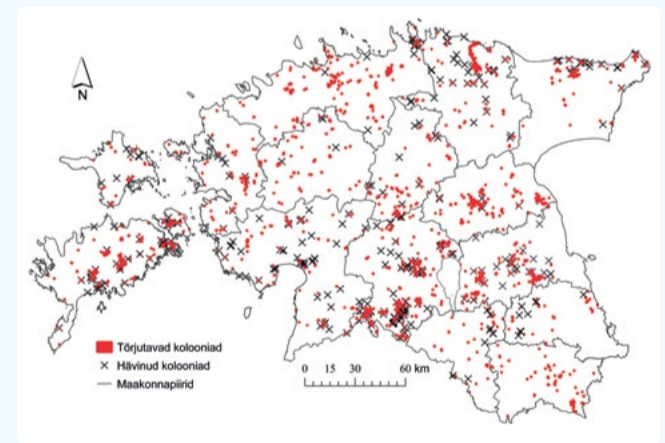 N
Tõrjutavad kolooniad
Hävinud kolooniad
Maakonnapiirid
0 15 30 60 km